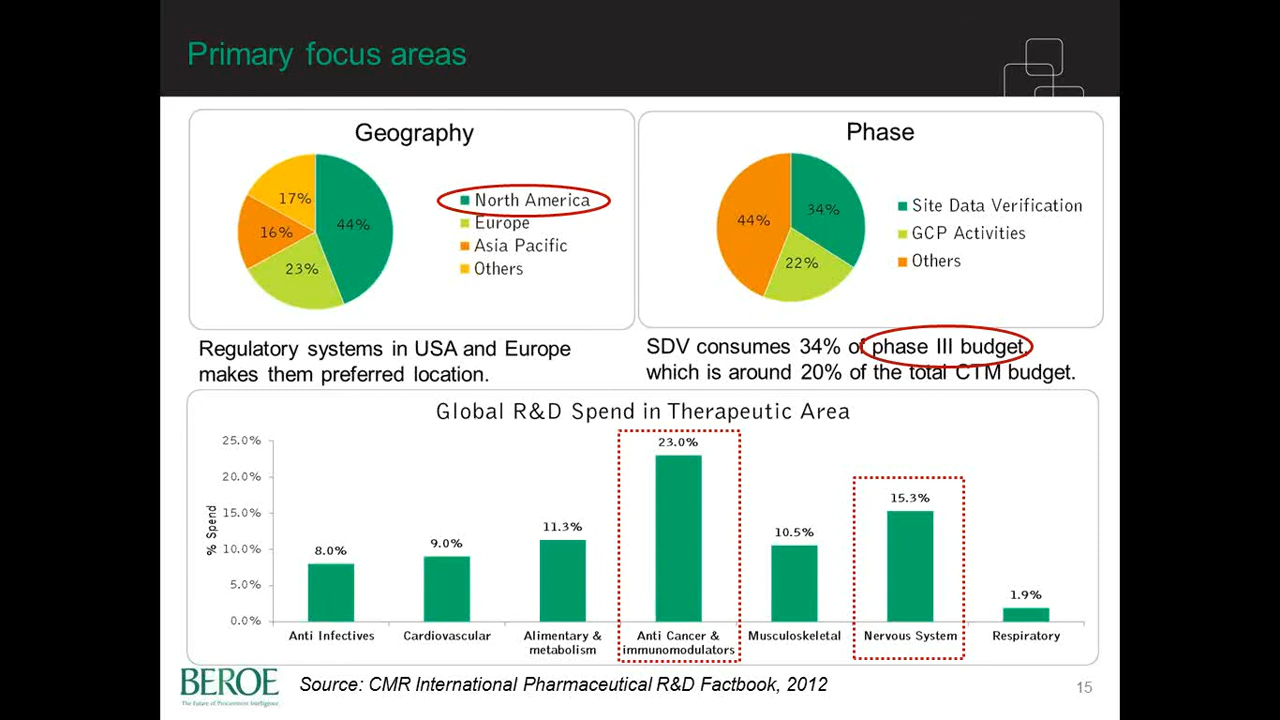 Primary focus areas
Geography
17%
44%
16%
23%
North America
Europe
Asia Pacific
Others
Phase
44%
34%
22%
Site Data Verification
GCP Activities
Others
Regulatory systems in USA and Europe
makes them preferred location.
SDV consumes 34% of phase III budget,
which is around 20% of the total CTM budget.
Global R&D Spend in Therapeutic Area
% Spend
25.0%
20.0%
15.0%
10.0%
5.0%
0.0%
8.0%
9.0%
11.3%
23.0%
10.5%
15.3%
1.9%
Anti Infectives
Cardiovascular
Alimentary &
metabolism
Anti Cancer &
immunomodulators
Musculoskeletal
Nervous System
Respiratory
BEROE
The Future of Procurement Intelligence
Source: CMR International Pharmaceutical R&D Factbook, 2012
15